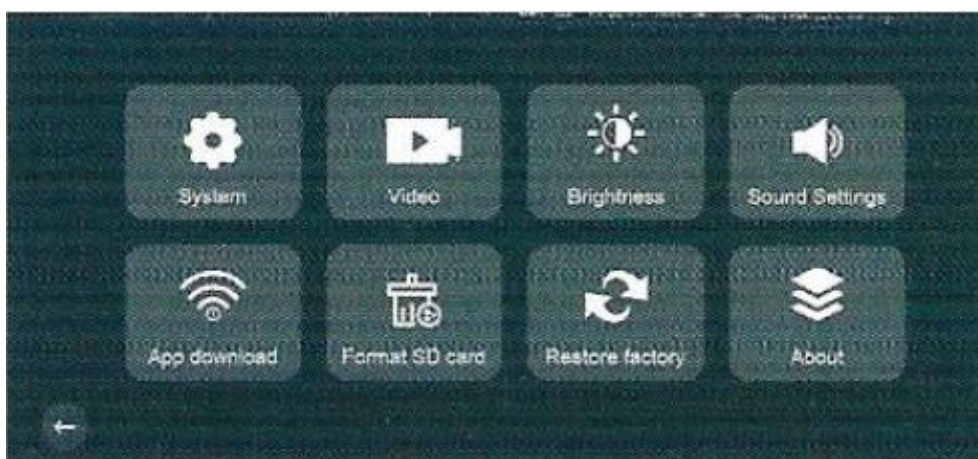 System
Video
Brightness
Sound Settings
App download
Format SD card
Restore factory
About